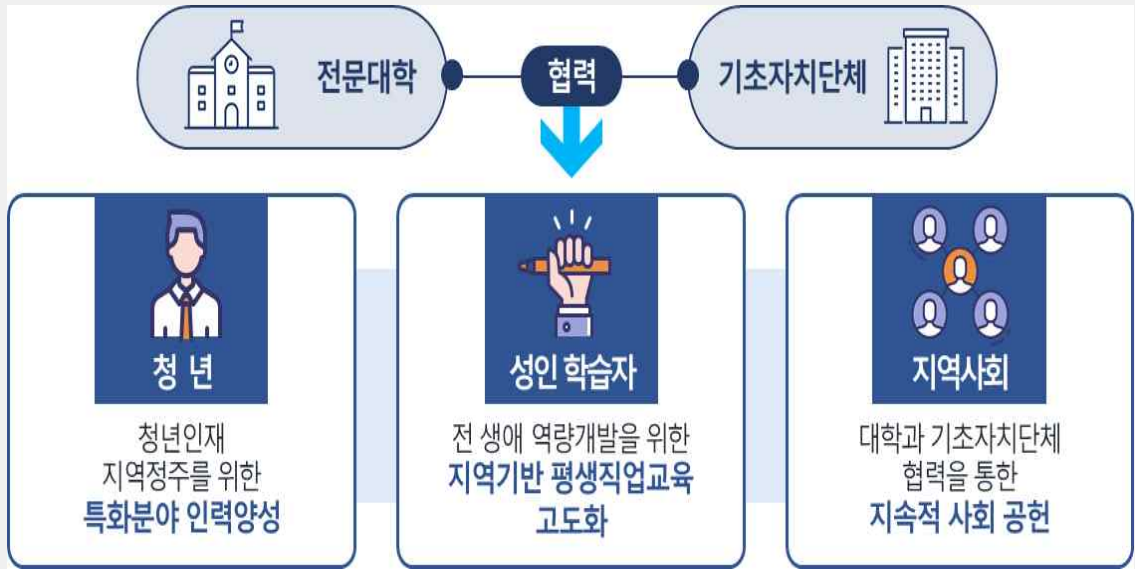 전문대학
협력
기초자치단체
청 년
청년인재
지역정주를 위한
특화분야 인력양성
성인 학습자
전 생애 역량개발을 위한
지역기반 평생직업교육
고도화
지역사회
대학과 기초자치단체
협력을 통한
지속적 사회 공헌